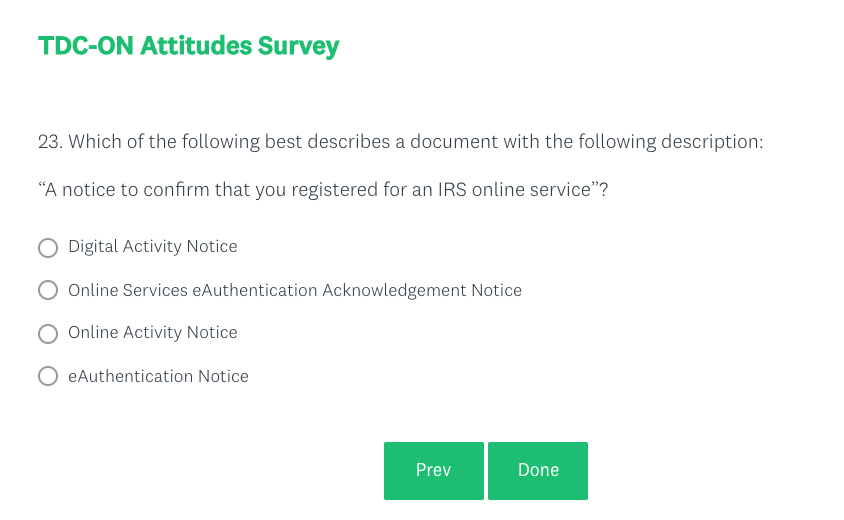 TDC-ON Attitudes Survey
23. Which of the following best describes a document with the following description:
“A notice to confirm that you registered for an IRS online service”?
Digital Activity Notice
Online Services eAuthentication Acknowledgement Notice
Online Activity Notice
eAuthentication Notice
Prev Done